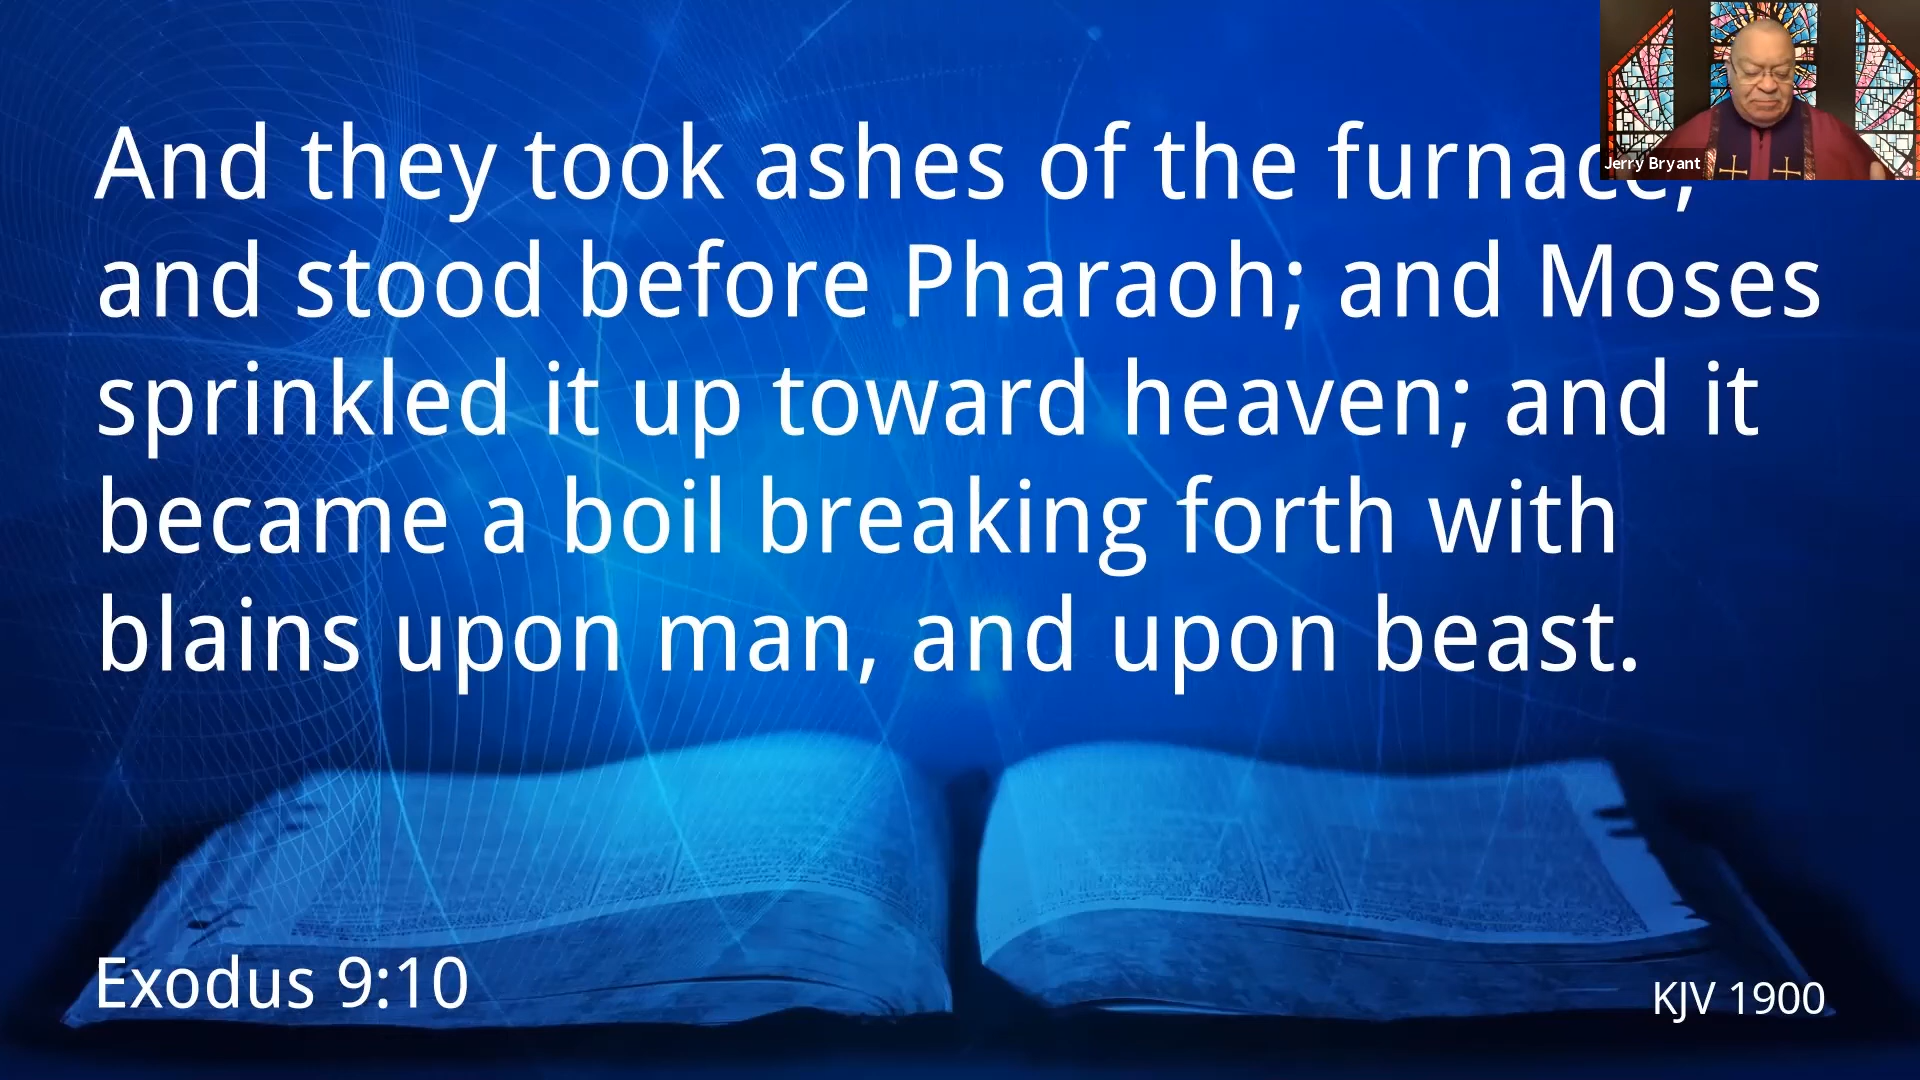 And they took ashes of the furnace,
and stood before Pharaoh; and Moses
sprinkled it up toward heaven; and it
became a boil breaking forth with
blains upon man, and upon beast.
Exodus 9:10
KJV 1900
Jerry Bryant